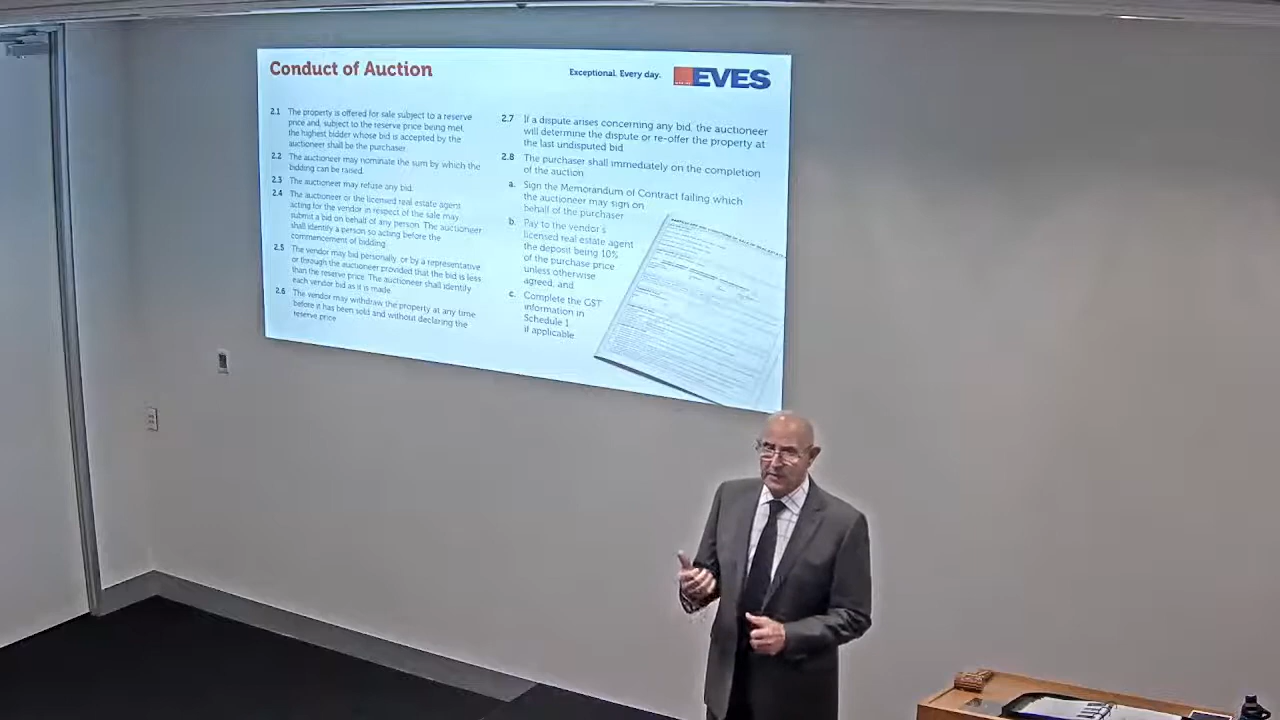 Conduct of Auction
Exceptional. Every day.
EVES
2.1 The property is offered for sale subject to a reserve
price and, subject to the reserve price being met,
the highest bidder whose bid is accepted by the
auctioneer shall be the purchaser.
2.2 The auctioneer may nominate the sum by which the
bidding can be raised.
2.3 The auctioneer may refuse any bid.
2.4 The auctioneer or the licensed real estate agent
acting for the vendor in respect of the sale may
submit a bid on behalf of any person. The auctioneer
shall identify a person so acting before the
commencement of bidding.
2.5 The vendor may bid personally, or by a representative
or through the auctioneer provided that the bid is less
than the reserve price. The auctioneer shall identify
each vendor bid as it is made.
2.6 The vendor may withdraw the property at any time
before it has been sold and without declaring the
reserve price.
2.7 If a dispute arises concerning any bid, the auctioneer
will determine the dispute or re-offer the property at
the last undisputed bid.
2.8 The purchaser shall immediately on the completion
of the auction:
a. Sign the Memorandum of Contract failing which
the auctioneer may sign on
behalf of the purchaser
b. Pay to the vendor's
licensed real estate agent
the deposit being 10%
of the purchase price
unless otherwise
agreed; and
c. Complete the GST
information in
Schedule 1
if applicable